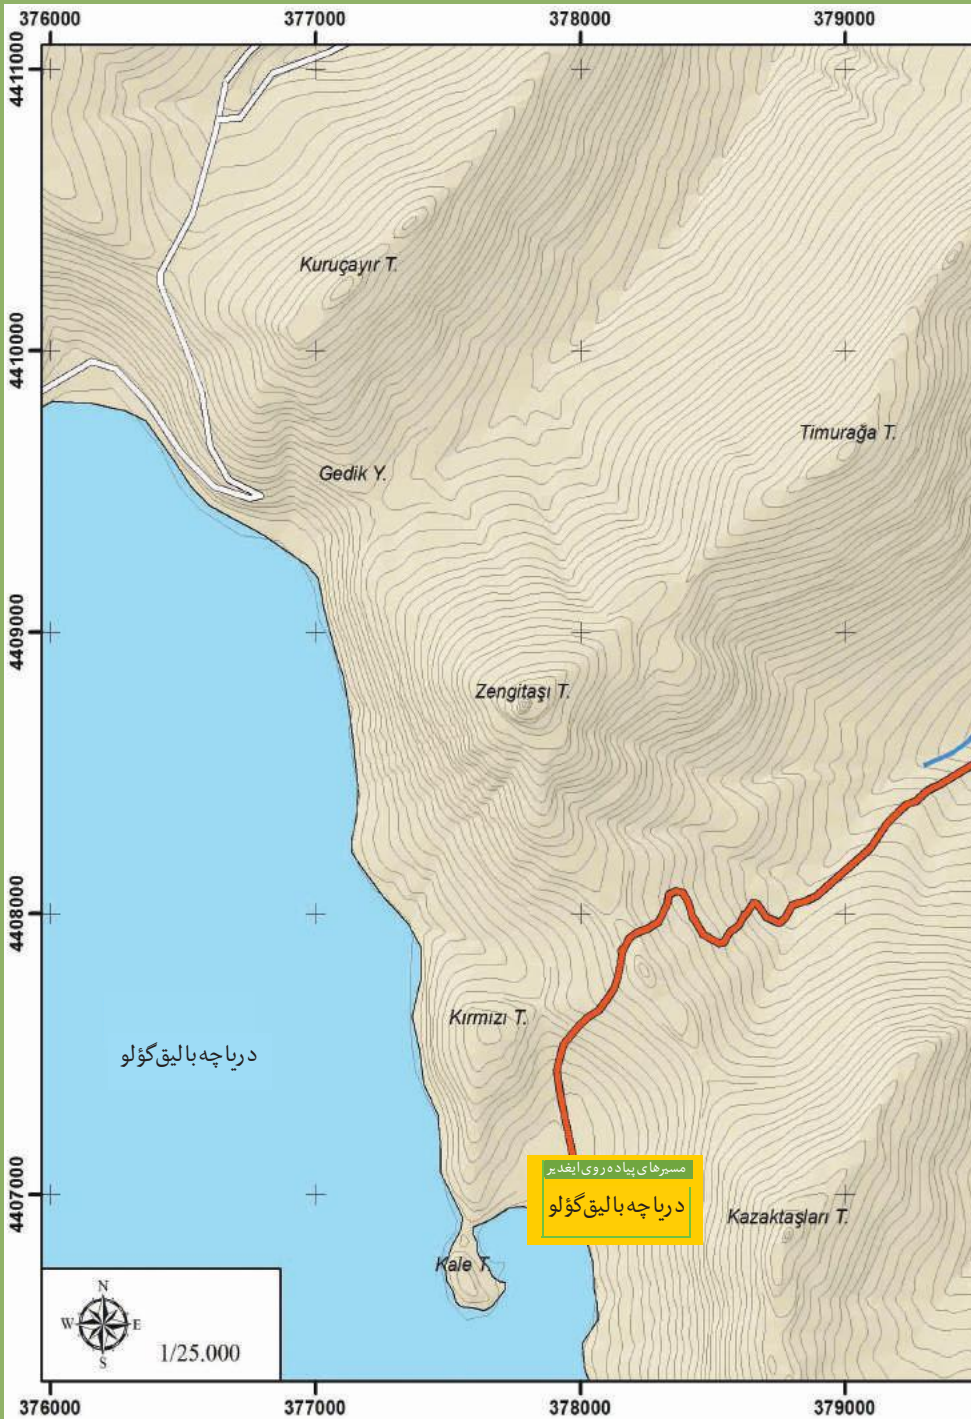 376000 377000 378000 379000
4411000
Kuruçayır T.
4410000
Timurağa T.
Gedik Y.
4409000
Zengitaşı T.
4408000
Kırmızı T.
دریاچه بالیق‌گؤلو
مسیرهای پیاده‌روی ایغدیر
دریاچه بالیق‌گؤلو
4407000
Kazaktaşları T.
Kale T.
N
W E
S
1/25.000
376000 377000 378000 379000